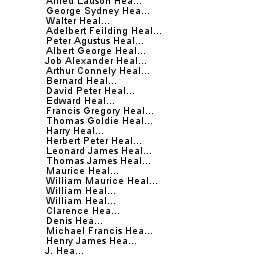 Alfred Lauson Hea...
George Sydney Hea...
Walter Heal...
Adelbert Feilding Heal...
Peter Agustus Heal...
Albert George Heal...
Job Alexander Heal...
Arthur Connely Heal...
Bernard Heal...
David Peter Heal...
Edward Heal...
Francis Gregory Heal...
Thomas Goldie Heal...
Harry Heal...
Herbert Peter Heal...
Leonard James Heal...
Thomas James Heal...
Maurice Heal...
William Maurice Heal...
William Heal...
William Heal...
Clarence Hea...
Denis Hea...
Michael Francis Hea...
Henry James Hea...
J. Hea...